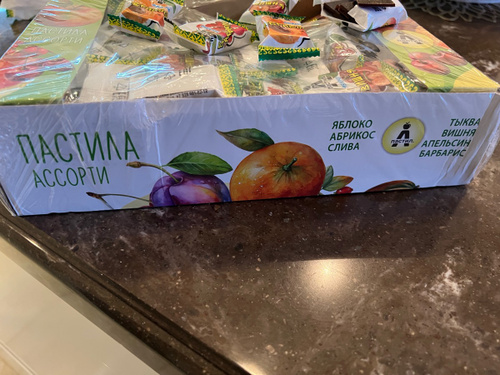 ПАСТИЛА
АССОРТИ
ЯБЛОКО
АБРИКОС
СЛИВА
ТЫКВА
ВИШНЯ
АПЕЛЬСИН
БАРБАРИС